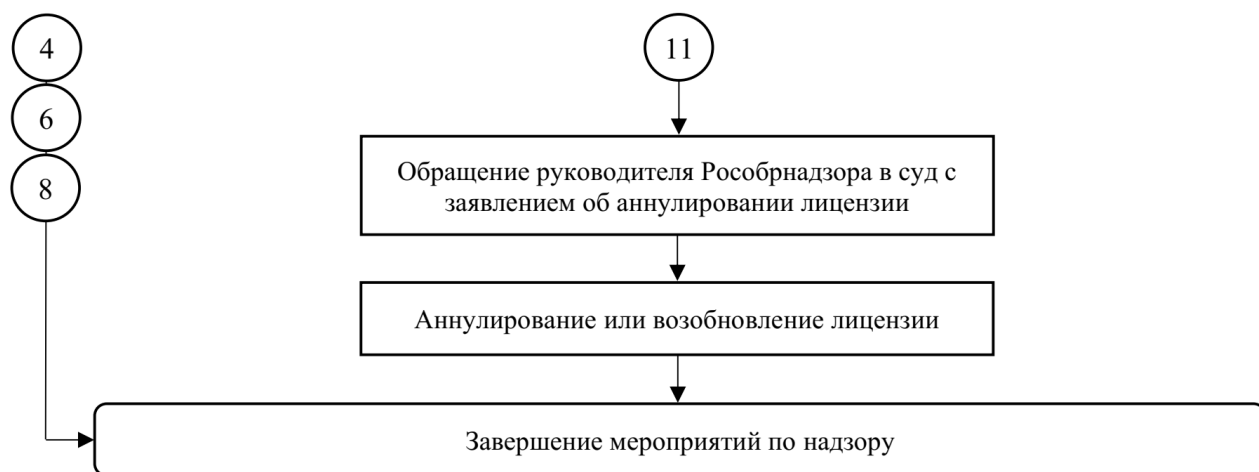 4
11
6
8
Обращение руководителя Рособрнадзора в суд с
заявлением об аннулировании лицензии
Аннулирование или возобновление лицензии
Завершение мероприятий по надзору